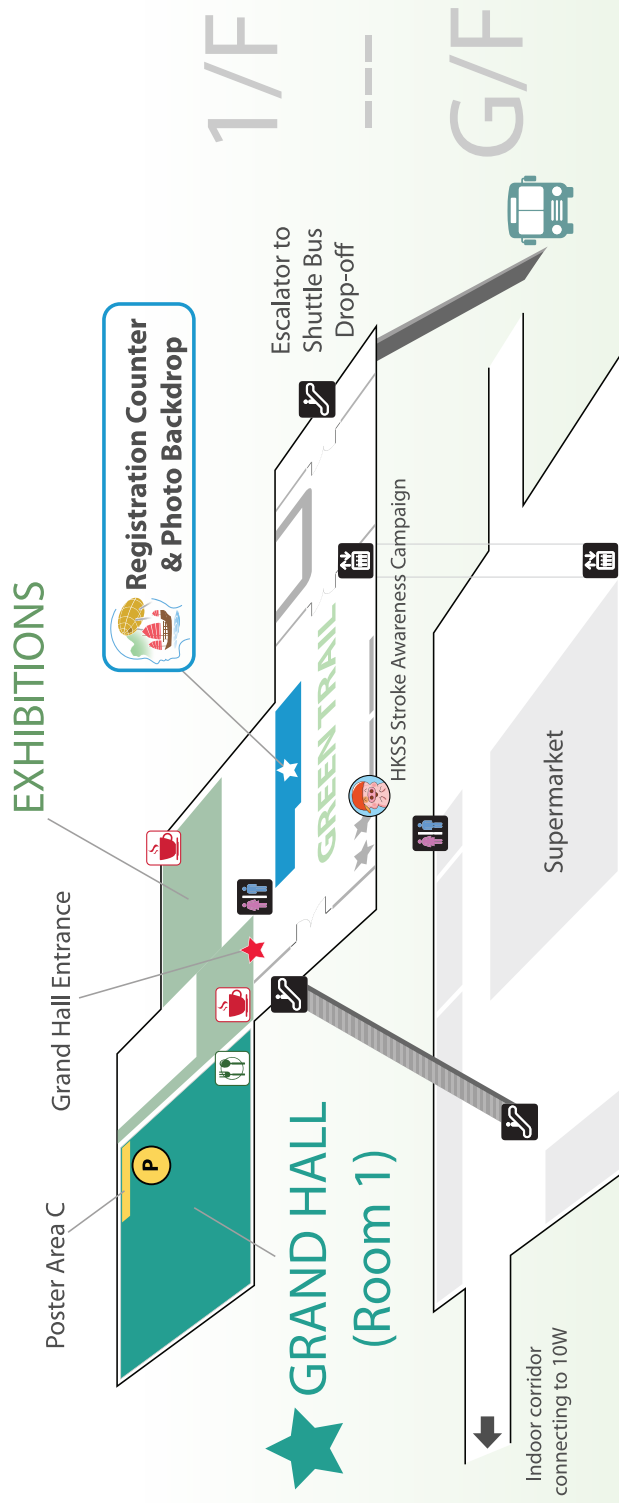 1/F
---
G/F
EXHIBITIONS
Registration Counter
& Photo Backdrop
Escalator to
Shuttle Bus
Drop-off
Grand Hall Entrance
Poster Area C
P
GREEN TRAIL
HKSS Stroke Awareness Campaign
GRAND HALL
(Room 1)
Supermarket
Indoor corridor
connecting to 10W